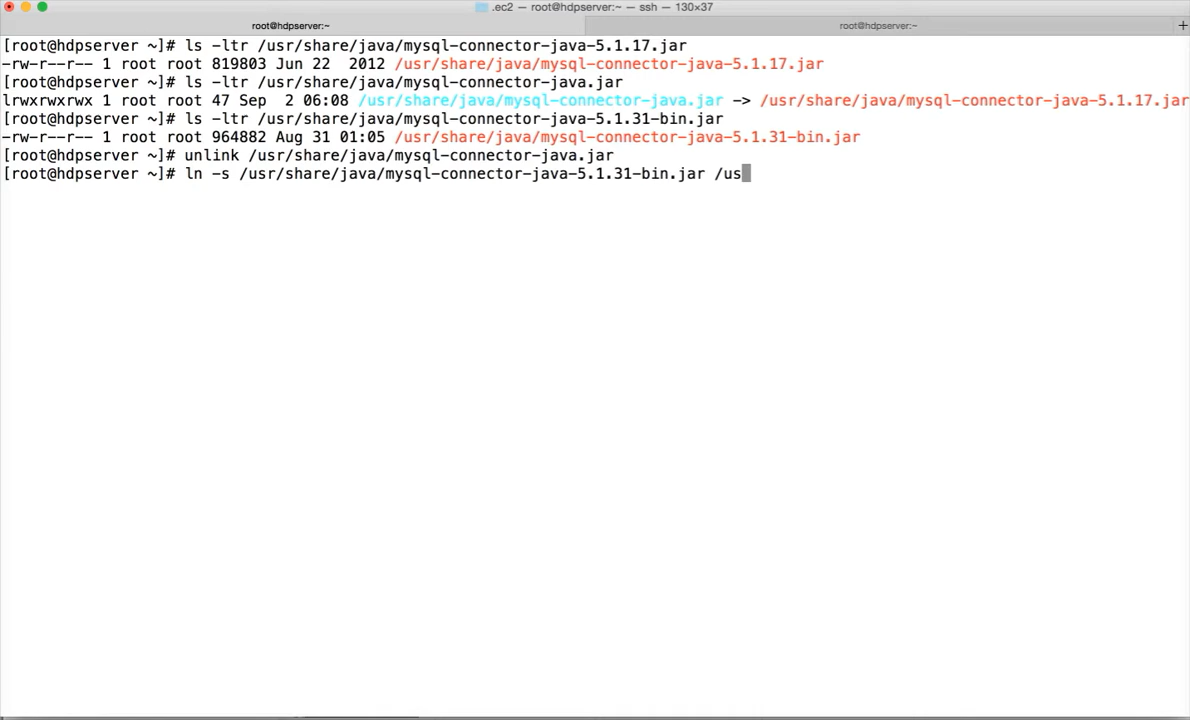 .ec2 — root@hdpserver:~ — ssh — 130×37
root@hdpserver:~ root@hdpserver:~ +
[root@hdpserver ~]# ls -ltr /usr/share/java/mysql-connector-java-5.1.17.jar
-rw-r--r-- 1 root root 819803 Jun 22  2012 /usr/share/java/mysql-connector-java-5.1.17.jar
[root@hdpserver ~]# ls -ltr /usr/share/java/mysql-connector-java.jar
lrwxrwxrwx 1 root root 47 Sep  2 06:08 /usr/share/java/mysql-connector-java.jar -> /usr/share/java/mysql-connector-java-5.1.17.jar
[root@hdpserver ~]# ls -ltr /usr/share/java/mysql-connector-java-5.1.31-bin.jar
-rw-r--r-- 1 root root 964882 Aug 31 01:05 /usr/share/java/mysql-connector-java-5.1.31-bin.jar
[root@hdpserver ~]# unlink /usr/share/java/mysql-connector-java.jar
[root@hdpserver ~]# ln -s /usr/share/java/mysql-connector-java-5.1.31-bin.jar /us